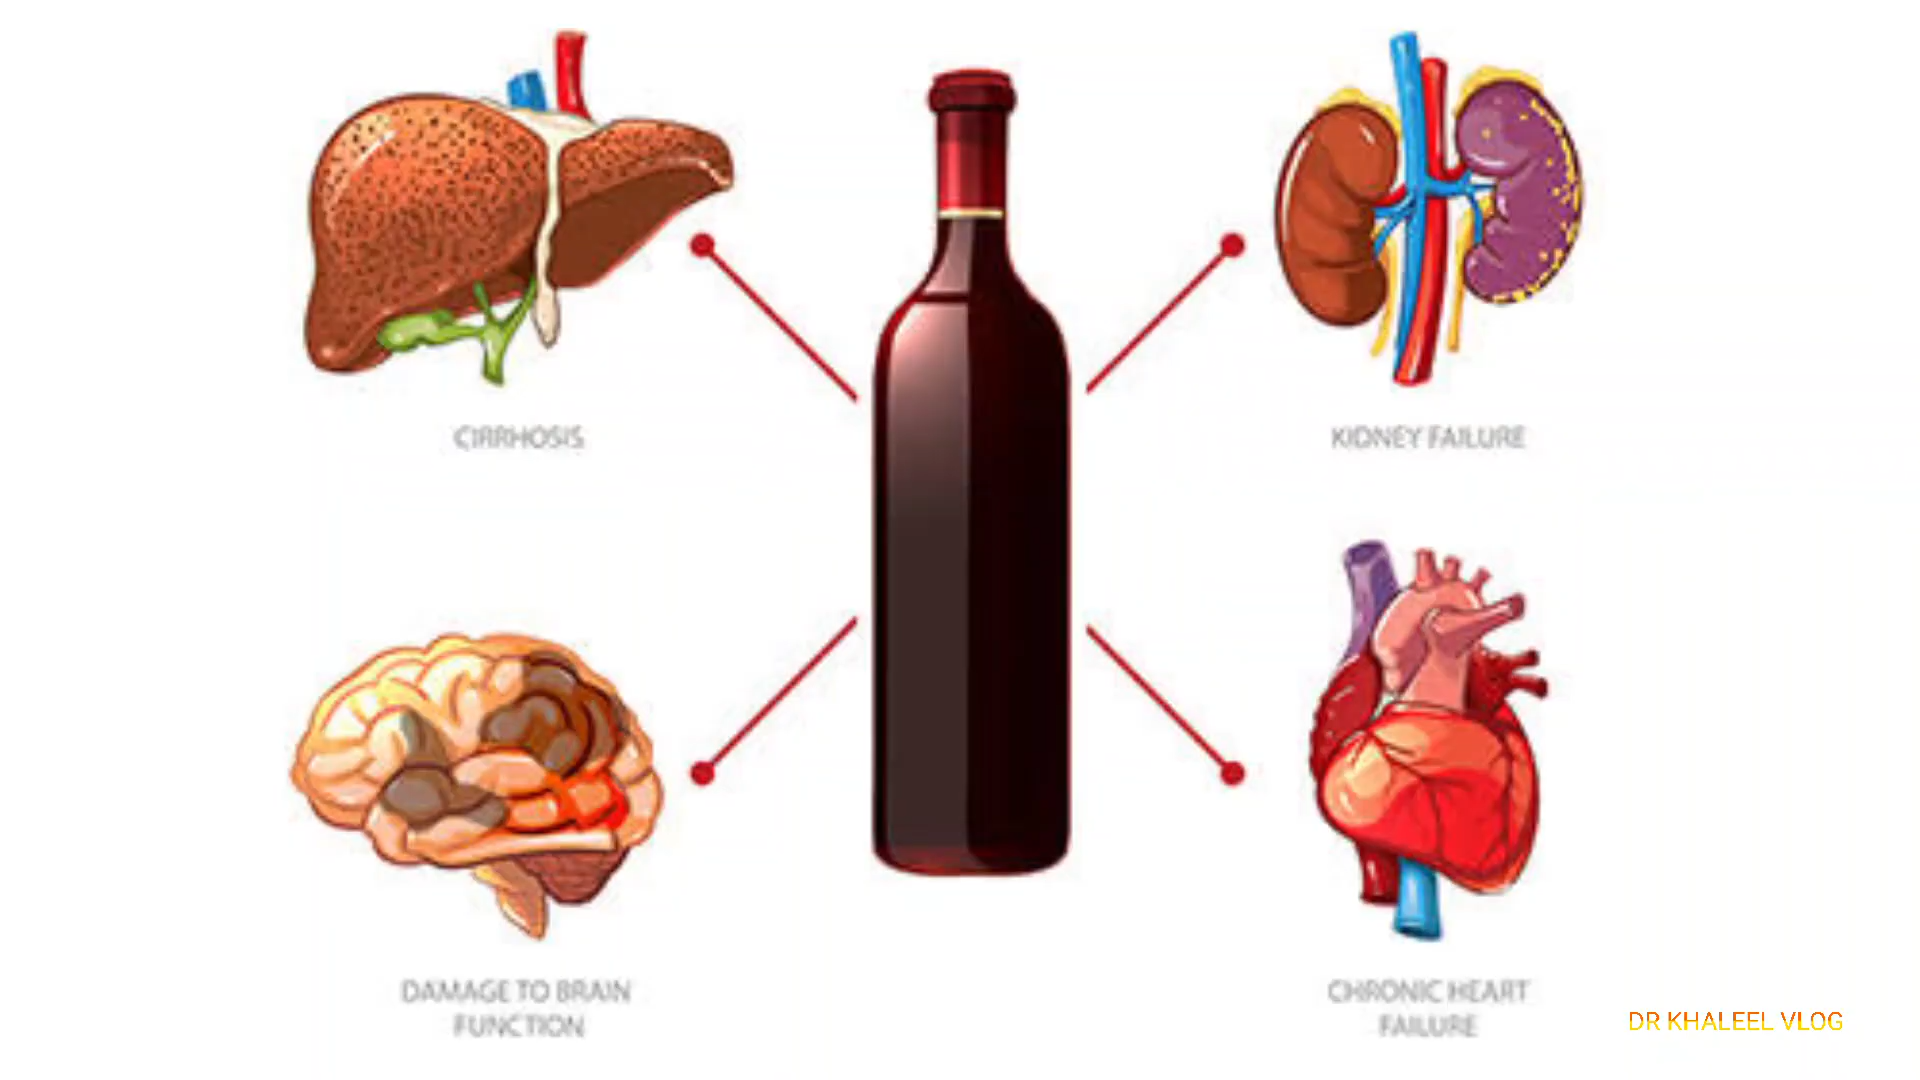 CIRRHOSIS
KIDNEY FAILURE
DAMAGE TO BRAIN
FUNCTION
CHRONIC HEART
FAILURE
DR KHALEEL VLOG